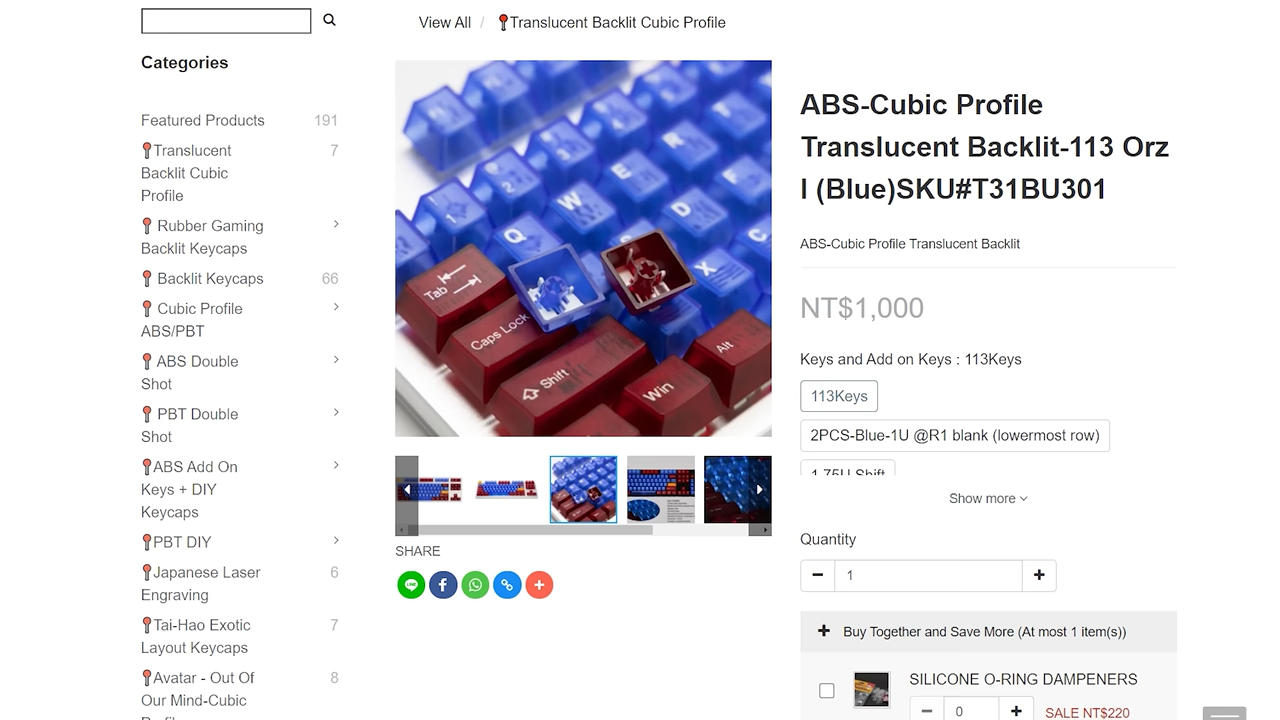 View All / Translucent Backlit Cubic Profile
Categories
Featured Products 191
Translucent 7
Backlit Cubic
Profile
Rubber Gaming
Backlit Keycaps
Backlit Keycaps 66
Cubic Profile
ABS/PBT
ABS Double
Shot
PBT Double
Shot
ABS Add On
Keys + DIY
Keycaps
PBT DIY
Japanese Laser 6
Engraving
Tai-Hao Exotic 7
Layout Keycaps
Avatar - Out Of 8
Our Mind-Cubic
1
2
Q
W
E
R
D
X
C
Tab
Caps Lock
Shift
Win
Alt
SHARE
LINE
ABS-Cubic Profile
Translucent Backlit-113 Orz
I (Blue)SKU#T31BU301
ABS-Cubic Profile Translucent Backlit
NT$1,000
Keys and Add on Keys : 113Keys
113Keys
2PCS-Blue-1U @R1 blank (lowermost row)
1.75U Shift
Show more
Quantity
- 1 +
+ Buy Together and Save More (At most 1 item(s))
SILICONE O-RING DAMPENERS
- 0 + SALE NT$220